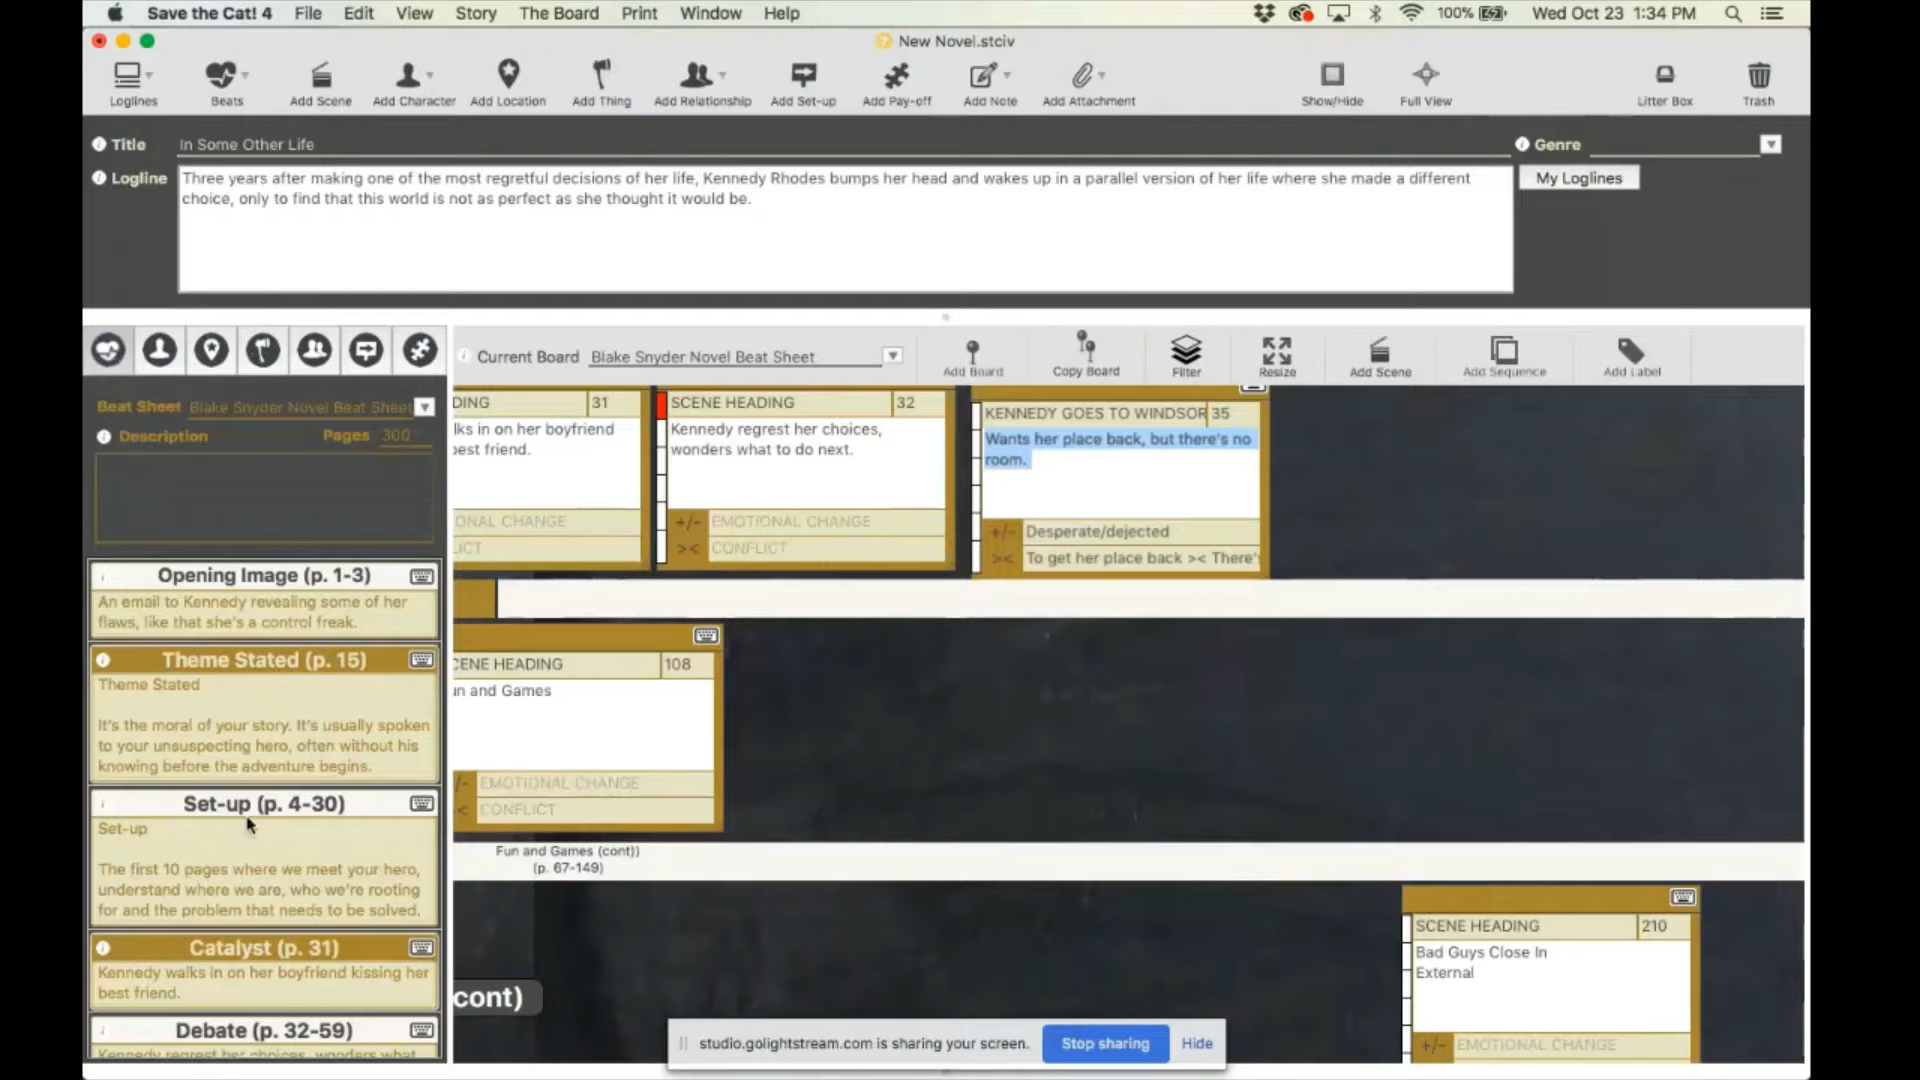 Save the Cat! 4 File Edit View Story The Board Print Window Help 100% Wed Oct 23 1:34 PM
New Novel.stciv
Loglines Beats Add Scene Add Character Add Location Add Thing Add Relationship Add Set-up Add Pay-off Add Note Add Attachment Show/Hide Full View Litter Box Trash
Title In Some Other Life Genre
Logline Three years after making one of the most regretful decisions of her life, Kennedy Rhodes bumps her head and wakes up in a parallel version of her life where she made a different
choice, only to find that this world is not as perfect as she thought it would be.
My Loglines
Current Board Blake Snyder Novel Beat Sheet Add Board Copy Board Filter Resize Add Scene Add Sequence Add Label
Beat Sheet Blake Snyder Novel Beat Sheet
Description Pages 300
Opening Image (p. 1-3)
An email to Kennedy revealing some of her
flaws, like that she's a control freak.
Theme Stated (p. 15)
Theme Stated
It's the moral of your story. It's usually spoken
to your unsuspecting hero, often without his
knowing before the adventure begins.
Set-up (p. 4-30)
Set-up
The first 10 pages where we meet your hero,
understand where we are, who we're rooting
for and the problem that needs to be solved.
Catalyst (p. 31)
Kennedy walks in on her boyfriend kissing her
best friend.
Debate (p. 32-59)
Kennedy regrest her choices, wonders what
DING 31
lks in on her boyfriend
best friend.
ONAL CHANGE
LICT
SCENE HEADING 32
Kennedy regrest her choices,
wonders what to do next.
+/- EMOTIONAL CHANGE
>< CONFLICT
KENNEDY GOES TO WINDSOR 35
Wants her place back, but there's no
room.
+/- Desperate/dejected
>< To get her place back >< There'
CENE HEADING 108
un and Games
/- EMOTIONAL CHANGE
< CONFLICT
Fun and Games (cont))
(p. 67-149)
cont)
SCENE HEADING 210
Bad Guys Close In
External
+/- EMOTIONAL CHANGE
studio.golightstream.com is sharing your screen. Stop sharing Hide